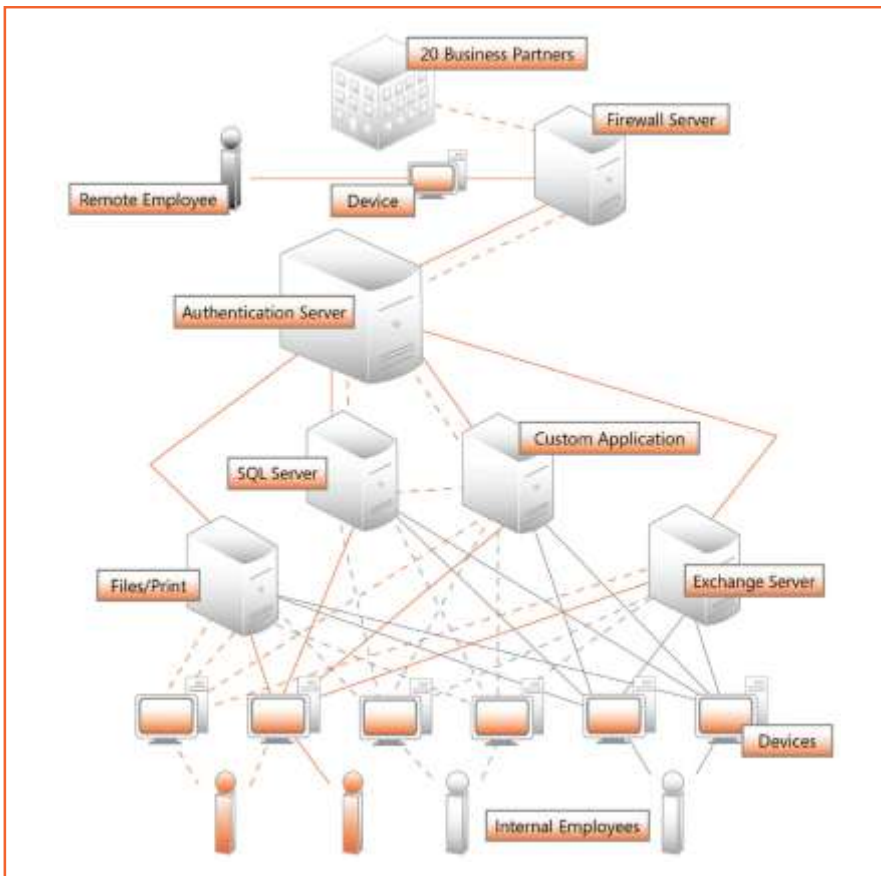 20 Business Partners
Firewall Server
Remote Employee
Device
Authentication Server
Custom Application
SQL Server
Files/Print
Exchange Server
Devices
Internal Employees